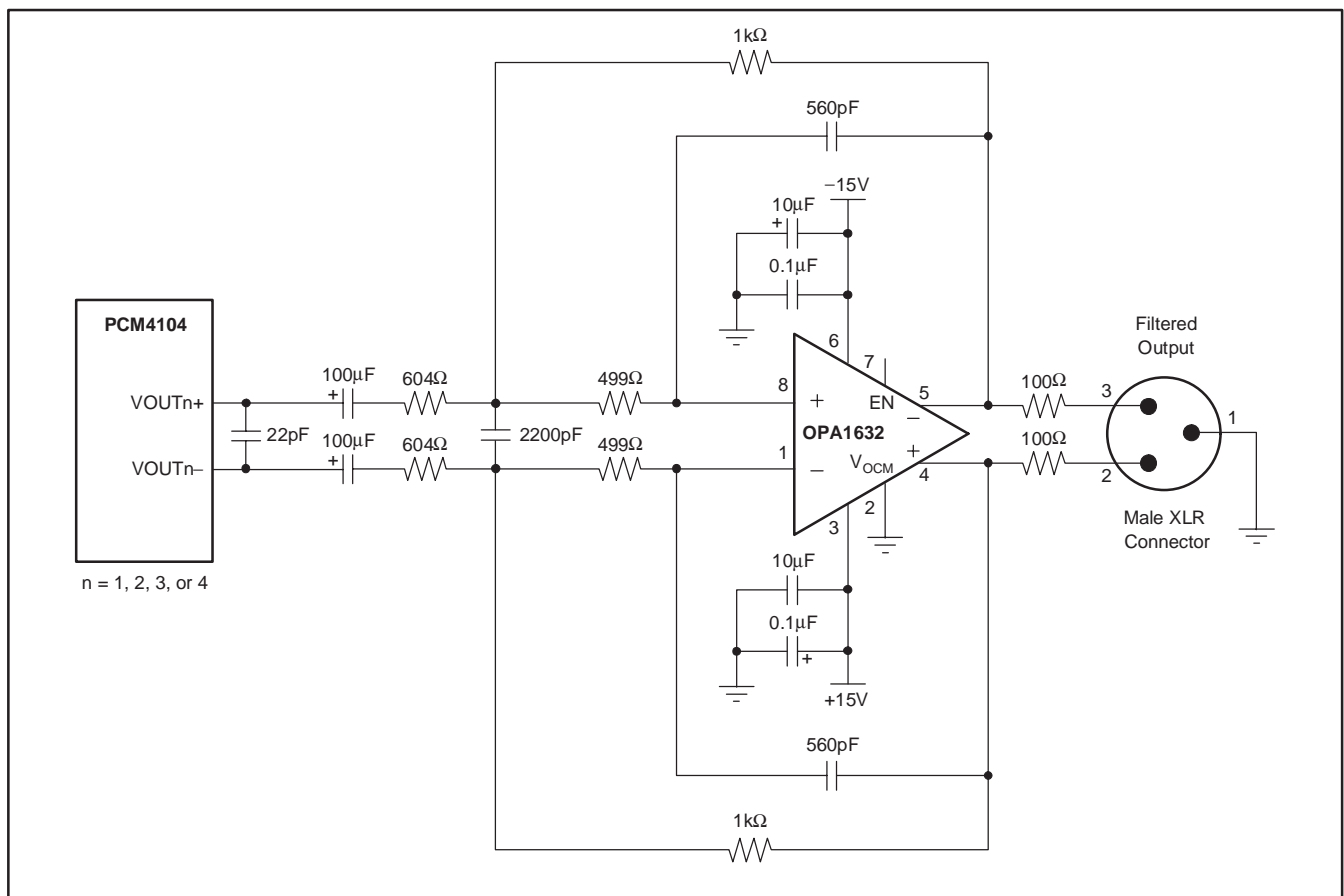 1kΩ
560pF
−15V
10µF
+
0.1µF
PCM4104
VOUTn+
VOUTn−
22pF
n = 1, 2, 3, or 4
100µF
+
604Ω
499Ω
100µF
+
604Ω
2200pF
499Ω
8
+
1
−
6
7
EN
OPA1632
VOCM
5
−
+
4
3
2
100Ω
100Ω
Filtered
Output
3
1
2
Male XLR
Connector
10µF
0.1µF
+
+15V
560pF
1kΩ